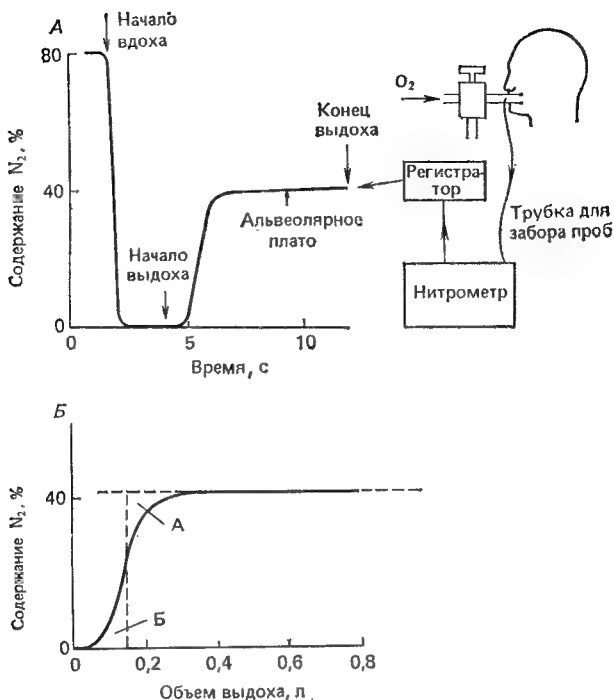 А
Начало
вдоха
80
40
0
Содержание N₂, %
Начало
выдоха
Альвеолярное
плато
Конец
выдоха
0
5
10
Время, с
O₂
Регистра-
тор
Трубка для
забора проб
Нитрометр
Б
40
0
Содержание N₂, %
А
Б
0
0,2
0,4
0,6
0,8
Объем выдоха, л